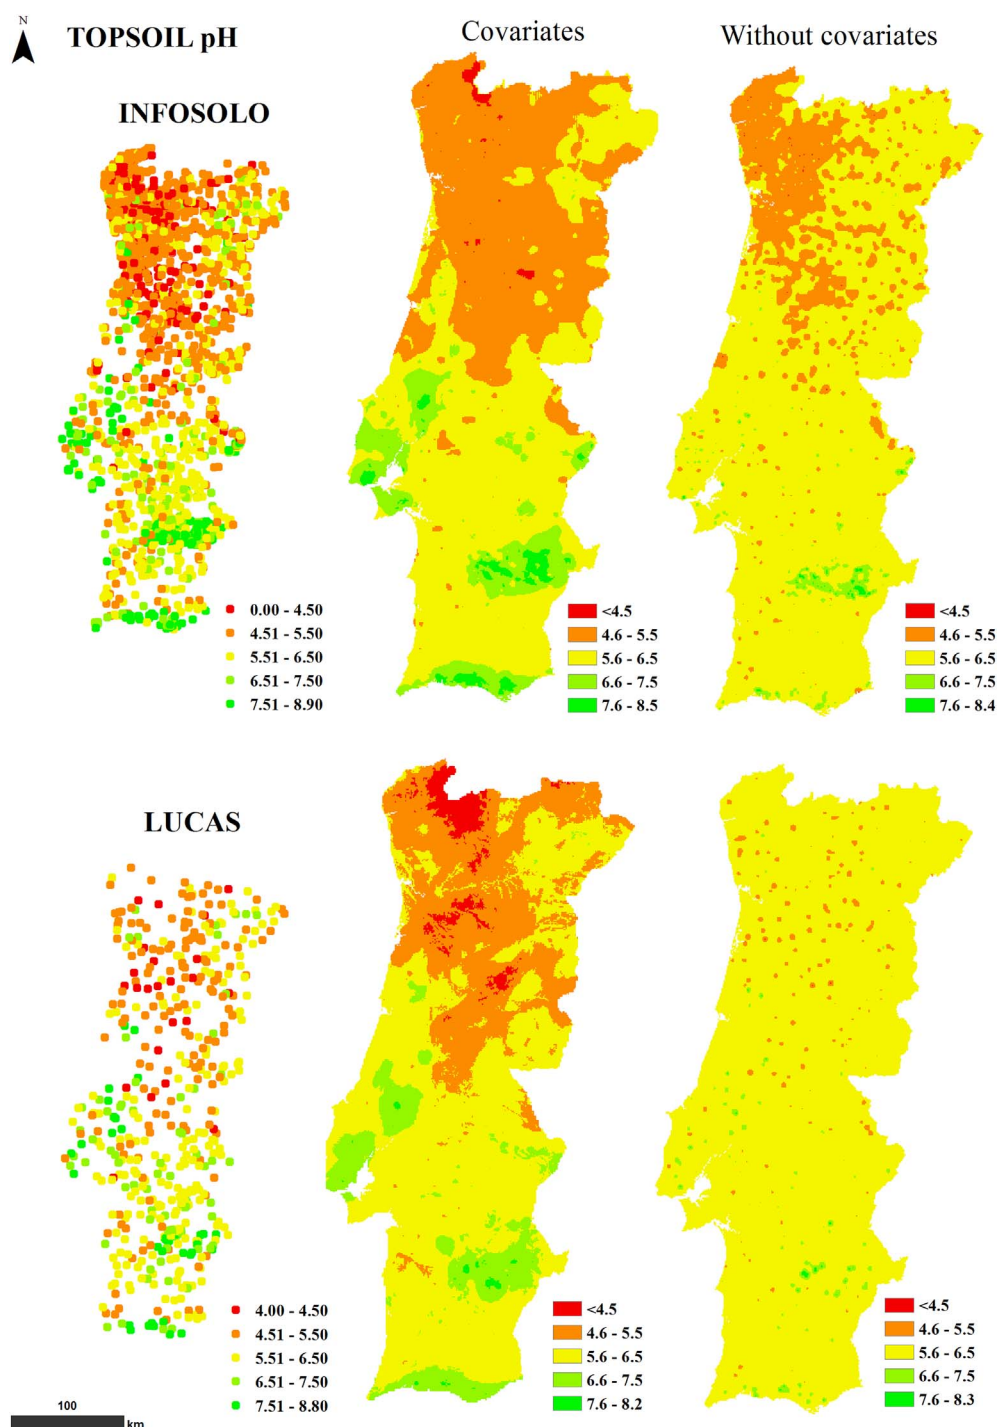 N
TOPSOIL pH
Covariates
Without covariates
INFOSOLO
0.00 - 4.50
4.51 - 5.50
5.51 - 6.50
6.51 - 7.50
7.51 - 8.90
<4.5
4.6 - 5.5
5.6 - 6.5
6.6 - 7.5
7.6 - 8.5
<4.5
4.6 - 5.5
5.6 - 6.5
6.6 - 7.5
7.6 - 8.4
LUCAS
4.00 - 4.50
4.51 - 5.50
5.51 - 6.50
6.51 - 7.50
7.51 - 8.80
<4.5
4.6 - 5.5
5.6 - 6.5
6.6 - 7.5
7.6 - 8.2
<4.5
4.6 - 5.5
5.6 - 6.5
6.6 - 7.5
7.6 - 8.3
100
km